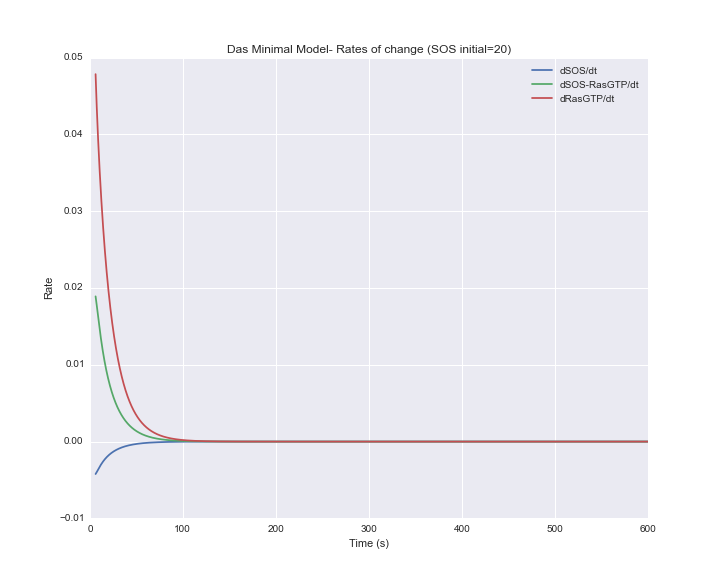 Das Minimal Model- Rates of change (SOS initial=20)
dSOS/dt
dSOS-RasGTP/dt
dRasGTP/dt
0.05
0.04
0.03
0.02
0.01
0.00
−0.01
Rate
0 100 200 300 400 500 600
Time (s)